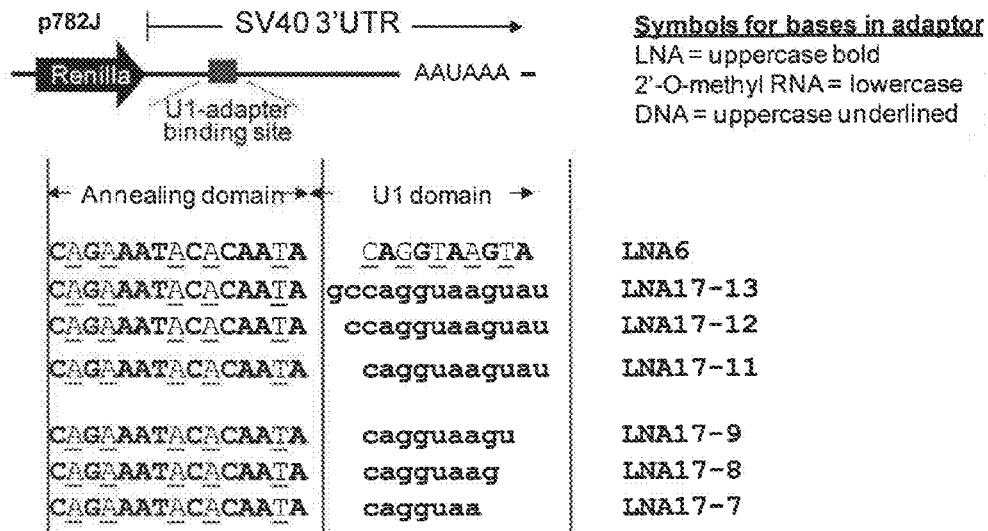 p782J
SV40 3'UTR
Renilla
AAUAAA
U1-adapter
binding site
Symbols for bases in adaptor
LNA = uppercase bold
2'-O-methyl RNA = lowercase
DNA = uppercase underlined
Annealing domain
U1 domain
CAGAAATACACAATA CAGGTAAGTA LNA6
CAGAAATACACAATA gccagguaaguau LNA17-13
CAGAAATACACAATA ccagguaaguau LNA17-12
CAGAAATACACAATA cagguaaguau LNA17-11
CAGAAATACACAATA cagguaagu LNA17-9
CAGAAATACACAATA cagguaag LNA17-8
CAGAAATACACAATA cagguaa LNA17-7